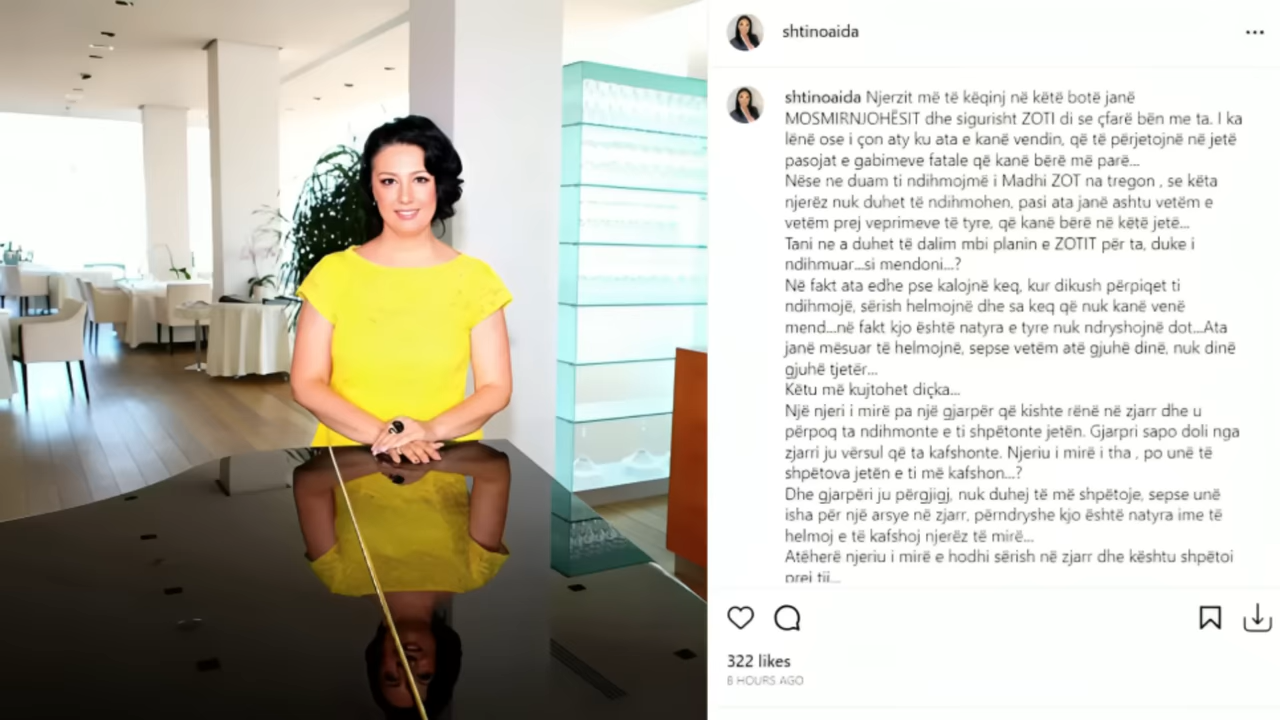 shtinoaida
shtinoaida Njerzit më të këqinj në këtë botë janë
MOSMIRNJOHËSIT dhe sigurisht ZOTI di se çfarë bën me ta. I ka
lënë ose i çon aty ku ata e kanë vendin, që të përjetojnë në jetë
pasojat e gabimeve fatale që kanë bërë më parë...
Nëse ne duam ti ndihmojmë i Madhi ZOT na tregon , se këta
njerëz nuk duhet të ndihmohen, pasi ata janë ashtu vetëm e
vetëm prej veprimeve të tyre, që kanë bërë në këtë jetë...
Tani ne a duhet të dalim mbi planin e ZOTIT për ta, duke i
ndihmuar...si mendoni...?
Në fakt ata edhe pse kalojnë keq, kur dikush përpiqet ti
ndihmojë, sërish helmojnë dhe sa keq që nuk kanë venë
mend...në fakt kjo është natyra e tyre nuk ndryshojnë dot...Ata
janë mësuar të helmojnë, sepse vetëm atë gjuhë dinë, nuk dinë
gjuhë tjetër...
Këtu më kujtohet diçka...
Një njeri i mirë pa një gjarpër që kishte rënë në zjarr dhe u
përpoq ta ndihmonte e ti shpëtonte jetën. Gjarpri sapo doli nga
zjarri ju vërsul që ta kafshonte. Njeriu i mirë i tha , po unë të
shpëtova jetën e ti më kafshon...?
Dhe gjarpëri ju përgjigj, nuk duhej të më shpëtoje, sepse unë
isha për një arsye në zjarr, përndryshe kjo është natyra ime të
helmoj e të kafshoj njerëz të mirë...
Atëherë njeriu i mirë e hodhi sërish në zjarr dhe kështu shpëtoi
prej tij...
322 likes
8 HOURS AGO